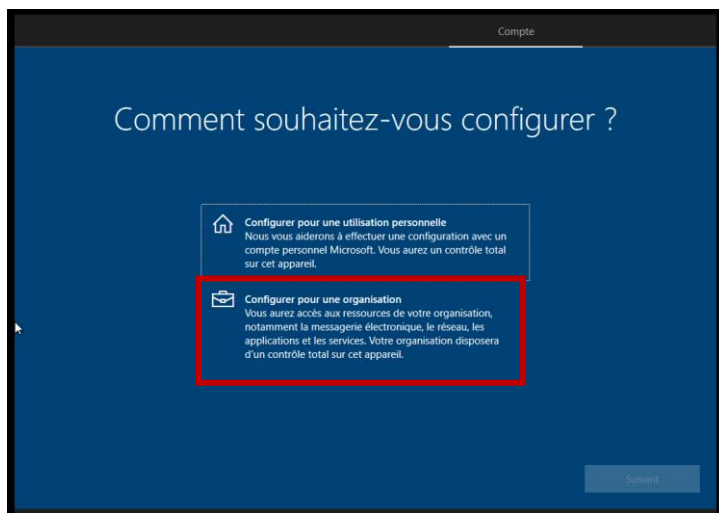 Compte
Comment souhaitez-vous configurer ?
Configurer pour une utilisation personnelle
Nous vous aiderons à effectuer une configuration avec un
compte personnel Microsoft. Vous aurez un contrôle total
sur cet appareil.
Configurer pour une organisation
Vous aurez accès aux ressources de votre organisation,
notamment la messagerie électronique, le réseau, les
applications et les services. Votre organisation disposera
d'un contrôle total sur cet appareil.
Suivant